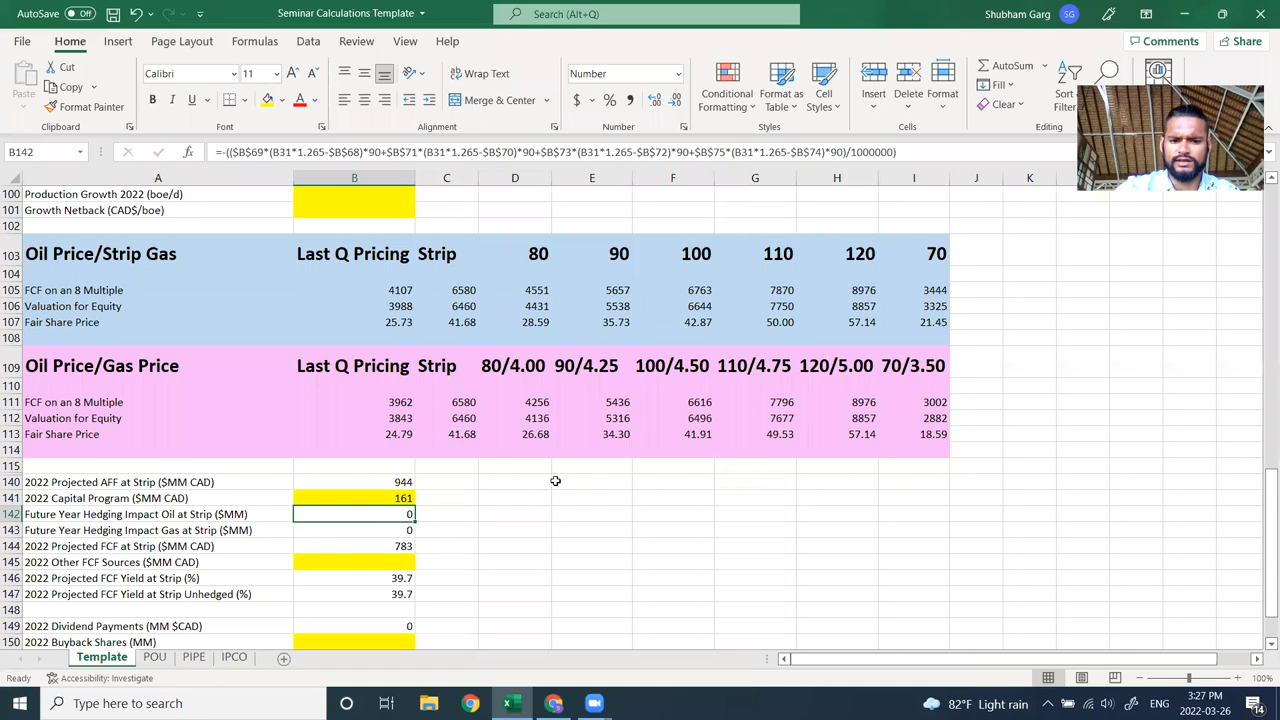 AutoSave Off Seminar Calculations Template Search (Alt+Q) Shubham Garg SG
File Home Insert Draw Page Layout Formulas Data Review View Help Comments Share
Cut Calibri 11 Wrap Text Number AutoSum
Paste Copy Conditional Formatting Format as Table Cell Styles Insert Delete Format Fill Sort
Format Painter B I U Merge & Center $ % Clear
Clipboard Font Alignment Number Styles Cells Editing
B142 =-(($B$69*(B31*1.265-$B$68)*90+$B$71*(B31*1.265-$B$70)*90+$B$73*(B31*1.265-$B$72)*90+$B$75*(B31*1.265-$B$74)*90)/1000000)
A B C D E F G H I J K
100 Production Growth 2022 (boe/d)
101 Growth Netback (CAD$/boe)
102
103 Oil Price/Strip Gas Last Q Pricing Strip 80 90 100 110 120 70
104
105 FCF on an 8 Multiple 4107 6580 4551 5657 6763 7870 8976 3444
106 Valuation for Equity 3988 6460 4431 5538 6644 7750 8857 3325
107 Fair Share Price 25.73 41.68 28.59 35.73 42.87 50.00 57.14 21.45
108
109 Oil Price/Gas Price Last Q Pricing Strip 80/4.00 90/4.25 100/4.50 110/4.75 120/5.00 70/3.50
110
111 FCF on an 8 Multiple 3962 6580 4256 5436 6616 7796 8976 3002
112 Valuation for Equity 3843 6460 4136 5316 6496 7677 8857 2882
113 Fair Share Price 24.79 41.68 26.68 34.30 41.91 49.53 57.14 18.59
114
115
140 2022 Projected AFF at Strip ($MM CAD) 944
141 2022 Capital Program ($MM CAD) 161
142 Future Year Hedging Impact Oil at Strip ($MM) 0
143 Future Year Hedging Impact Gas at Strip ($MM) 0
144 2022 Projected FCF at Strip ($MM CAD) 783
145 2022 Other FCF Sources ($MM CAD)
146 2022 Projected FCF Yield at Strip (%) 39.7
147 2022 Projected FCF Yield at Strip Unhedged (%) 39.7
148
149 2022 Dividend Payments (MM $CAD) 0
150 2022 Buyback Shares (MM)
Template POU PIPE IPCO
Ready Accessibility: Investigate 100%
Type here to search 82°F Light rain ENG 3:27 PM 2022-03-26 14